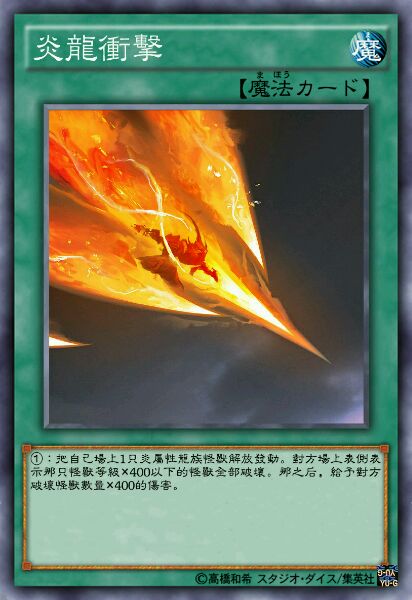 炎龍衝擊
魔
まほう
【魔法カード】
①：把自己場上1只炎屬性龍族怪獸解放發動。對方場上表側表
示那只怪獸等級×400以下的怪獸全部破壞。那之后，給予對方
破壞怪獸數量×400的傷害。
©高橋和希 スタジオ・ダイス/集英社